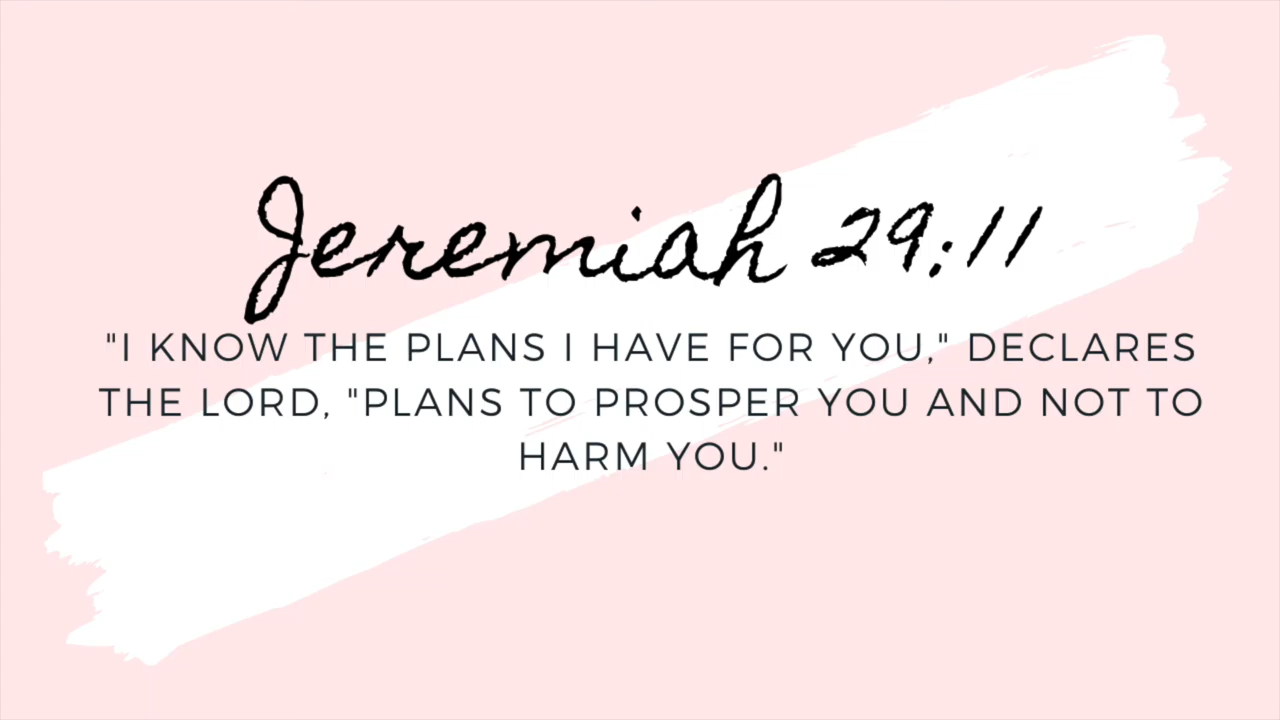 Jeremiah 29:11
"I KNOW THE PLANS I HAVE FOR YOU," DECLARES
THE LORD, "PLANS TO PROSPER YOU AND NOT TO
HARM YOU."